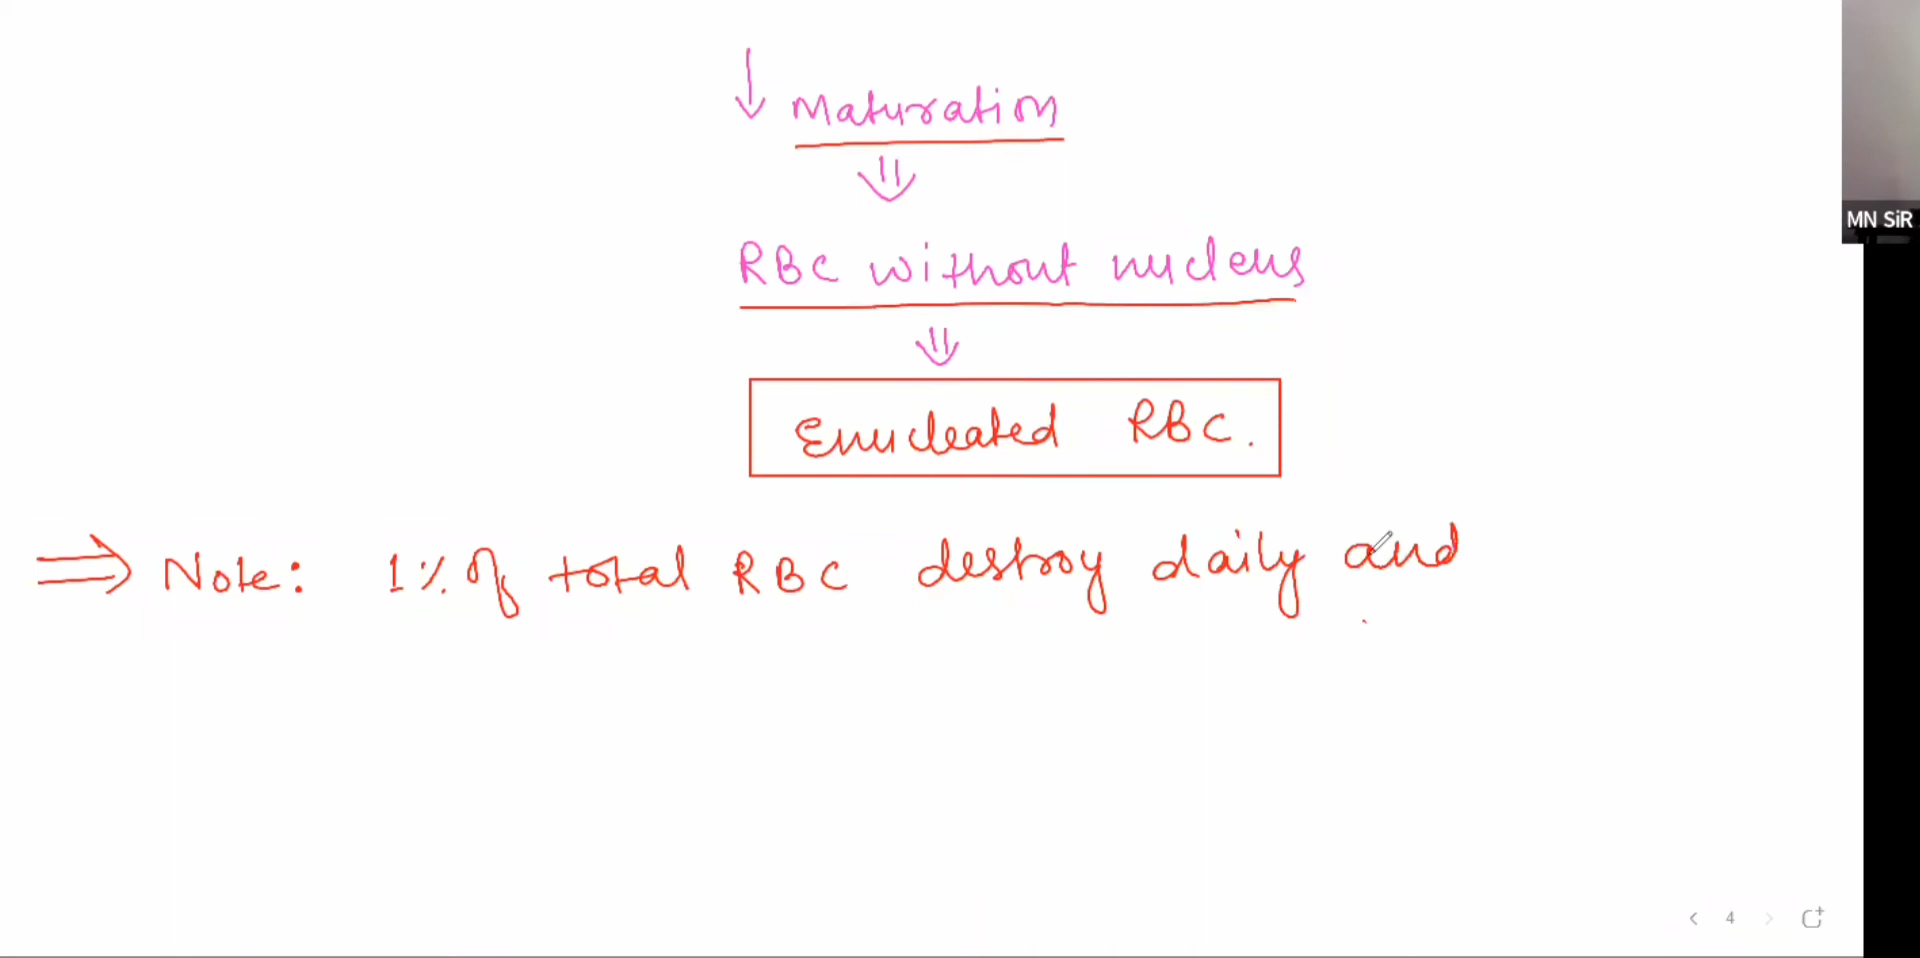 ↓ Maturation
MN SiR
RBC without nucleus
Enucleated RBC.
⇒ Note: 1% of total RBC destroy daily and
4